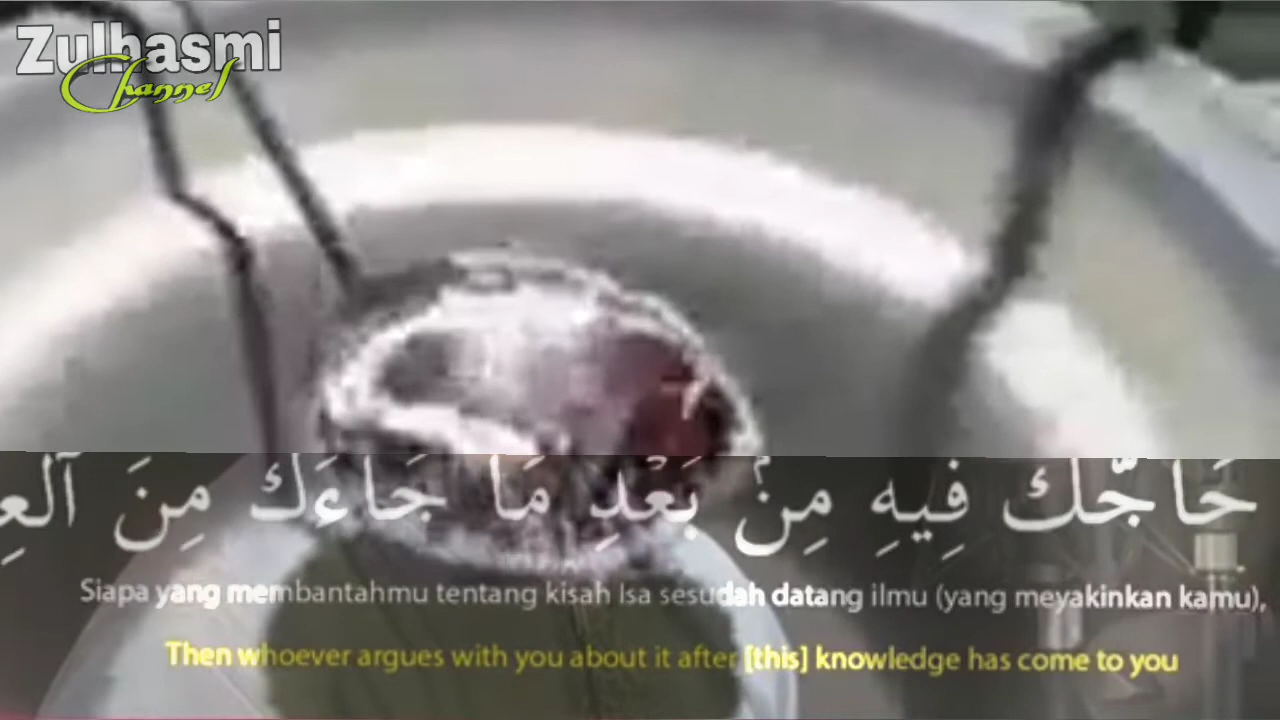 Zulhasmi
Channel
حَاجَّكَ فِيهِ مِنۢ بَعْدِ مَا جَاءَكَ مِنَ
Siapa yang membantahmu tentang kisah Isa sesudah datang ilmu (yang meyakinkan kamu),
Then whoever argues with you about it after [this] knowledge has come to you